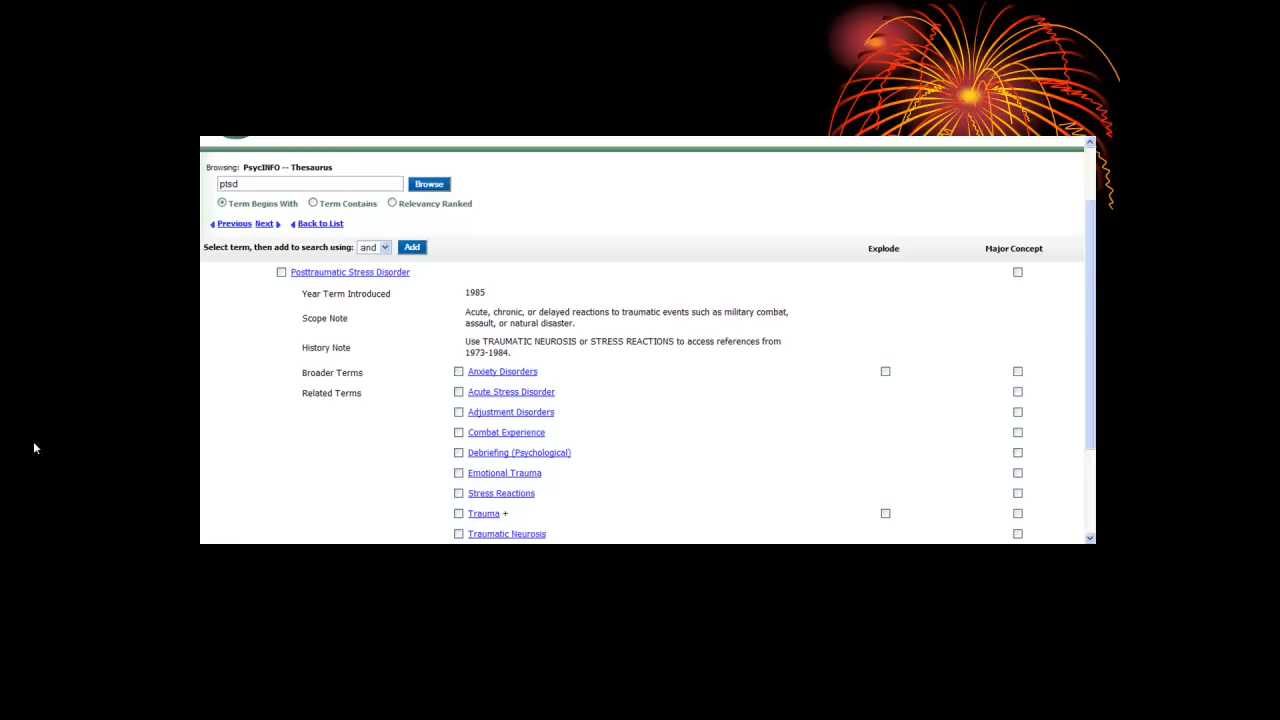 Browsing: PsycINFO -- Thesaurus
ptsd Browse
Term Begins With Term Contains Relevancy Ranked
Previous Next Back to List
Select term, then add to search using: and Add Explode Major Concept
Posttraumatic Stress Disorder
Year Term Introduced 1985
Scope Note Acute, chronic, or delayed reactions to traumatic events such as military combat,
assault, or natural disaster.
History Note Use TRAUMATIC NEUROSIS or STRESS REACTIONS to access references from
1973-1984.
Broader Terms Anxiety Disorders
Related Terms Acute Stress Disorder
Adjustment Disorders
Combat Experience
Debriefing (Psychological)
Emotional Trauma
Stress Reactions
Trauma +
Traumatic Neurosis